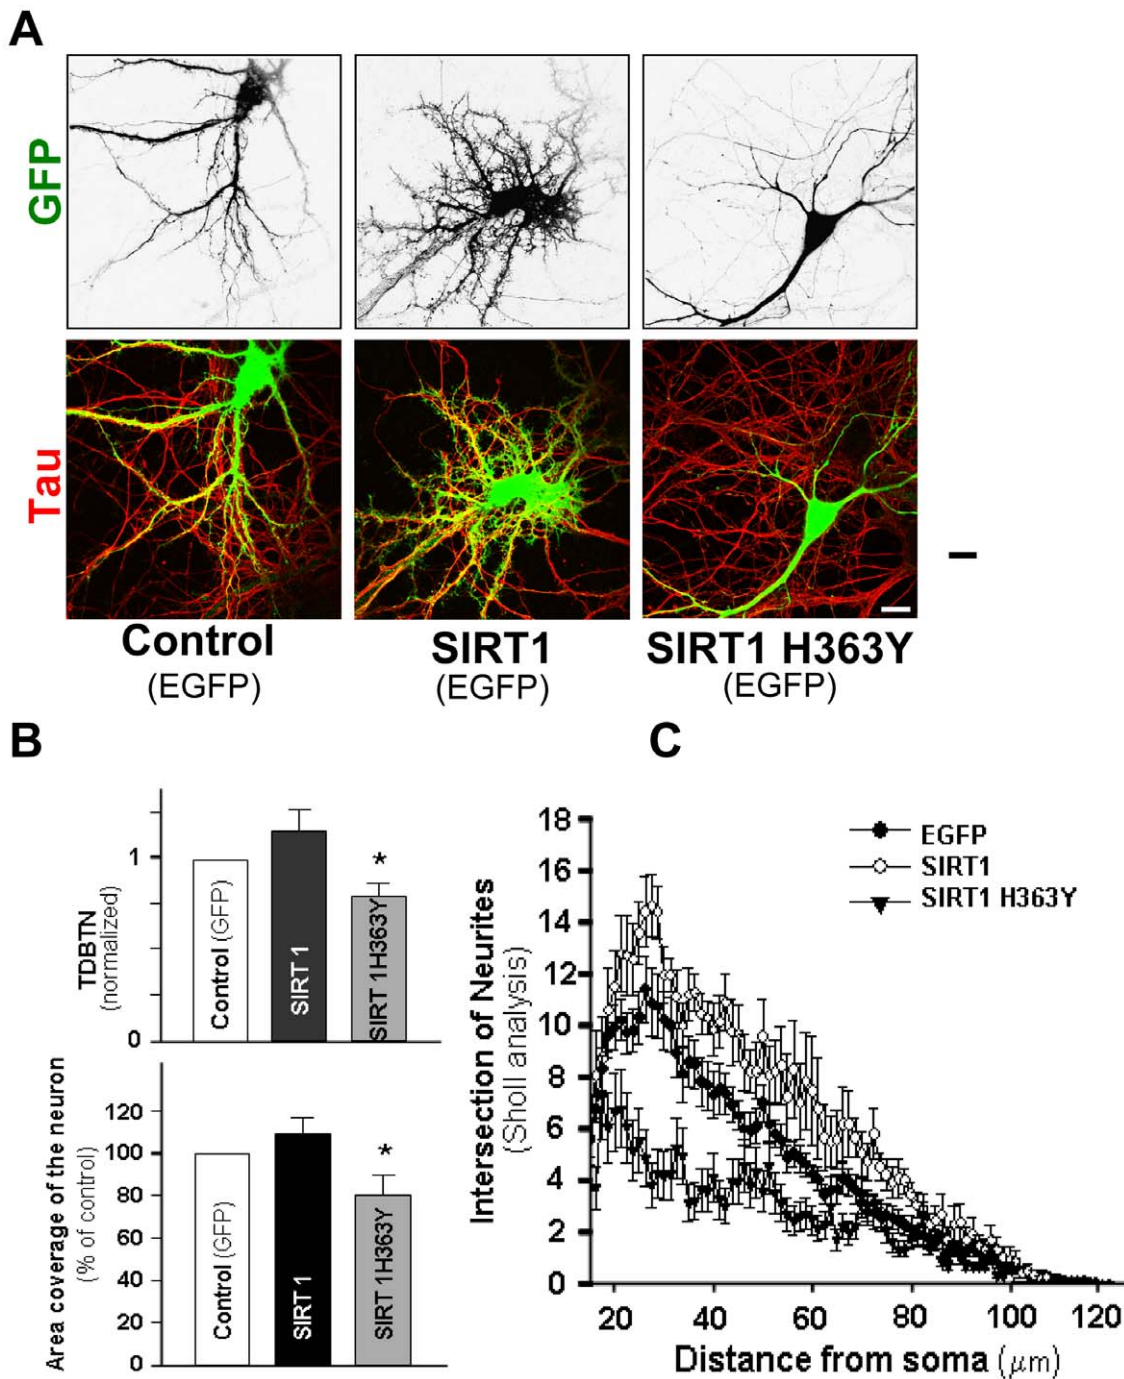 A
GFP
Tau
Control
(EGFP)
SIRT1
(EGFP)
SIRT1 H363Y
(EGFP)
B
TDBTN
(normalized)
1
0
Control (GFP)
SIRT 1
SIRT 1H363Y
*
Area coverage of the neuron
(% of control)
120
100
80
60
40
20
0
Control (GFP)
SIRT 1
SIRT 1H363Y
*
C
Intersection of Neurites
(Sholl analysis)
18
16
14
12
10
8
6
4
2
0
EGFP
SIRT1
SIRT1 H363Y
20 40 60 80 100 120
Distance from soma (μm)